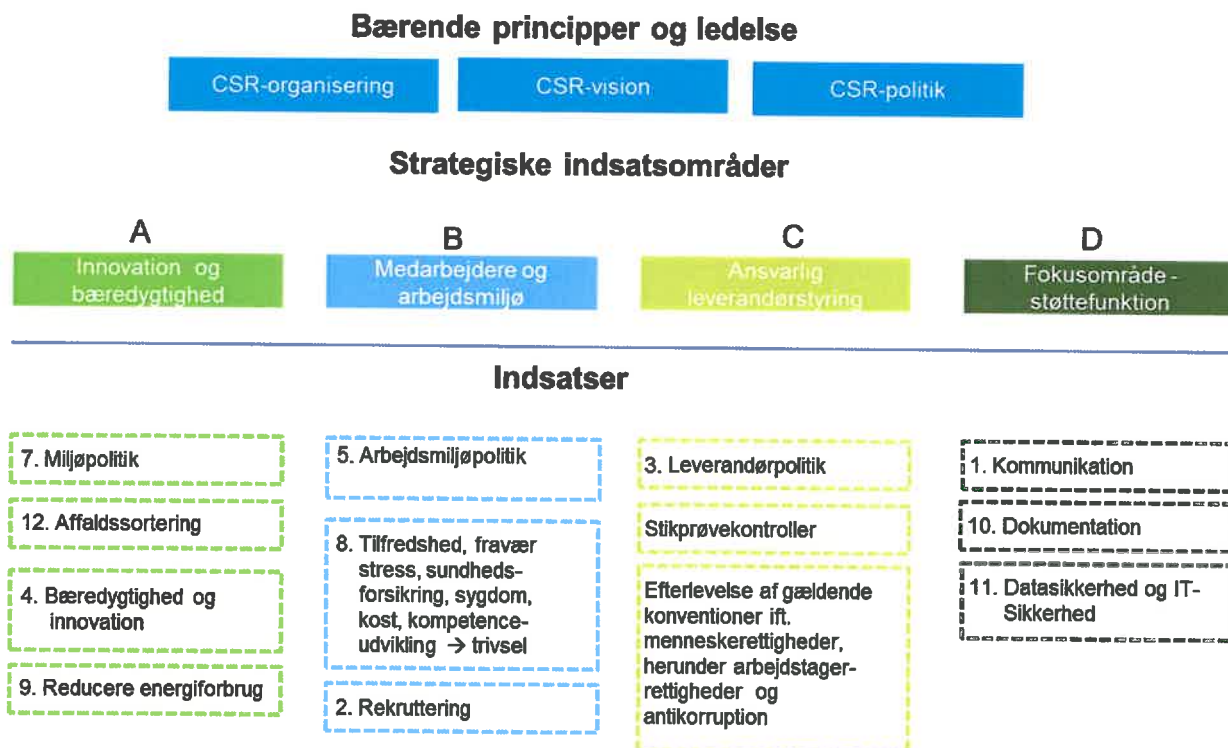 Bærende principper og ledelse
CSR-organisering
CSR-vision
CSR-politik
Strategiske indsatsområder
A
Innovation og
bæredygtighed
B
Medarbejdere og
arbejdsmiljø
C
Ansvarlig
leverandørstyring
D
Fokusområde -
støttefunktion
Indsatser
7. Miljøpolitik
12. Affaldssortering
4. Bæredygtighed og
innovation
9. Reducere energiforbrug
5. Arbejdsmiljøpolitik
8. Tilfredshed, fravær
stress, sundheds-
forsikring, sygdom,
kost, kompetence-
udvikling → trivsel
2. Rekruttering
3. Leverandørpolitik
Stikprøvekontroller
Efterlevelse af gældende
konventioner ift.
menneskerettigheder,
herunder arbejdstager-
rettigheder og
antikorruption
1. Kommunikation
10. Dokumentation
11. Datasikkerhed og IT-
Sikkerhed